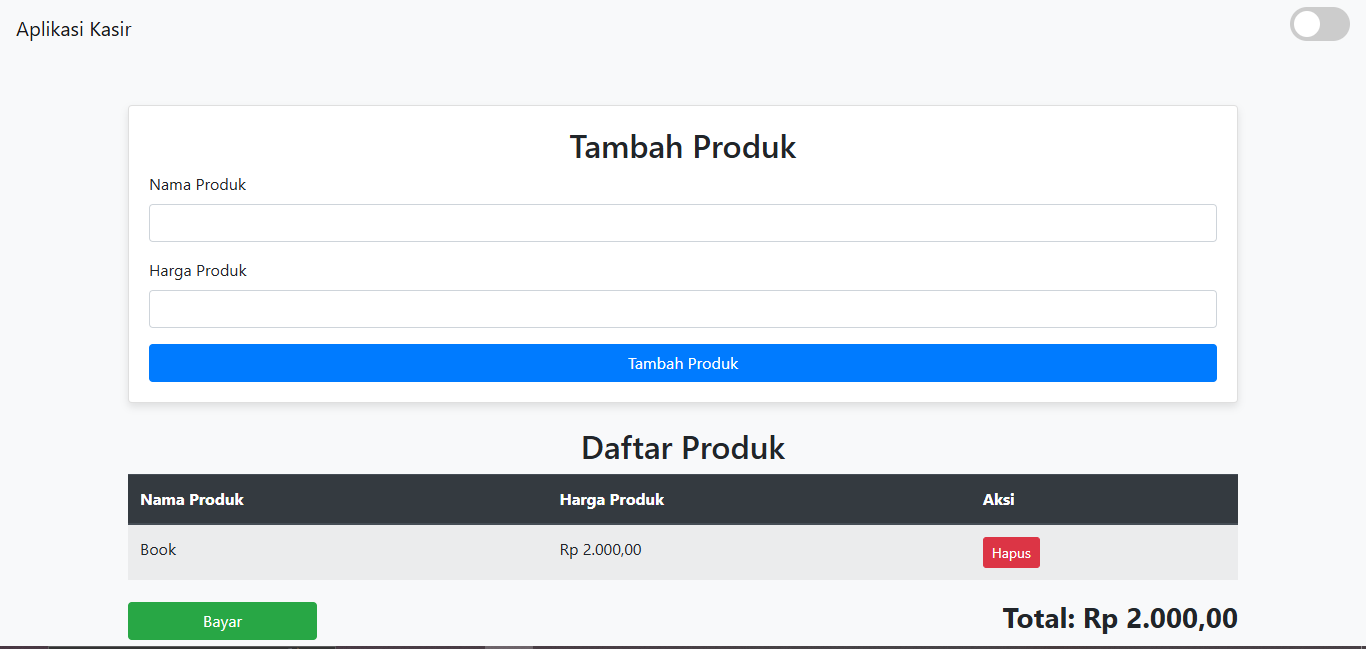 Aplikasi Kasir
Tambah Produk
Nama Produk
Harga Produk
Tambah Produk
Daftar Produk
Nama Produk Harga Produk Aksi
Book Rp 2.000,00 Hapus
Bayar Total: Rp 2.000,00